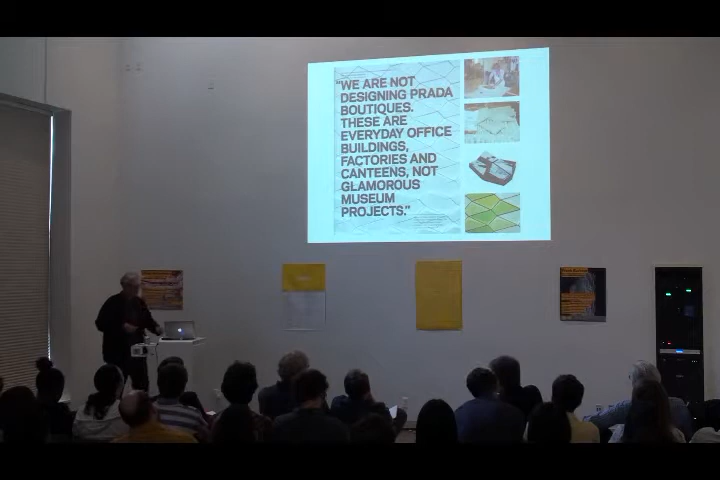 "WE ARE NOT
DESIGNING PRADA
BOUTIQUES.
THESE ARE
EVERYDAY OFFICE
BUILDINGS,
FACTORIES AND
CANTEENS, NOT
GLAMOROUS
MUSEUM
PROJECTS."